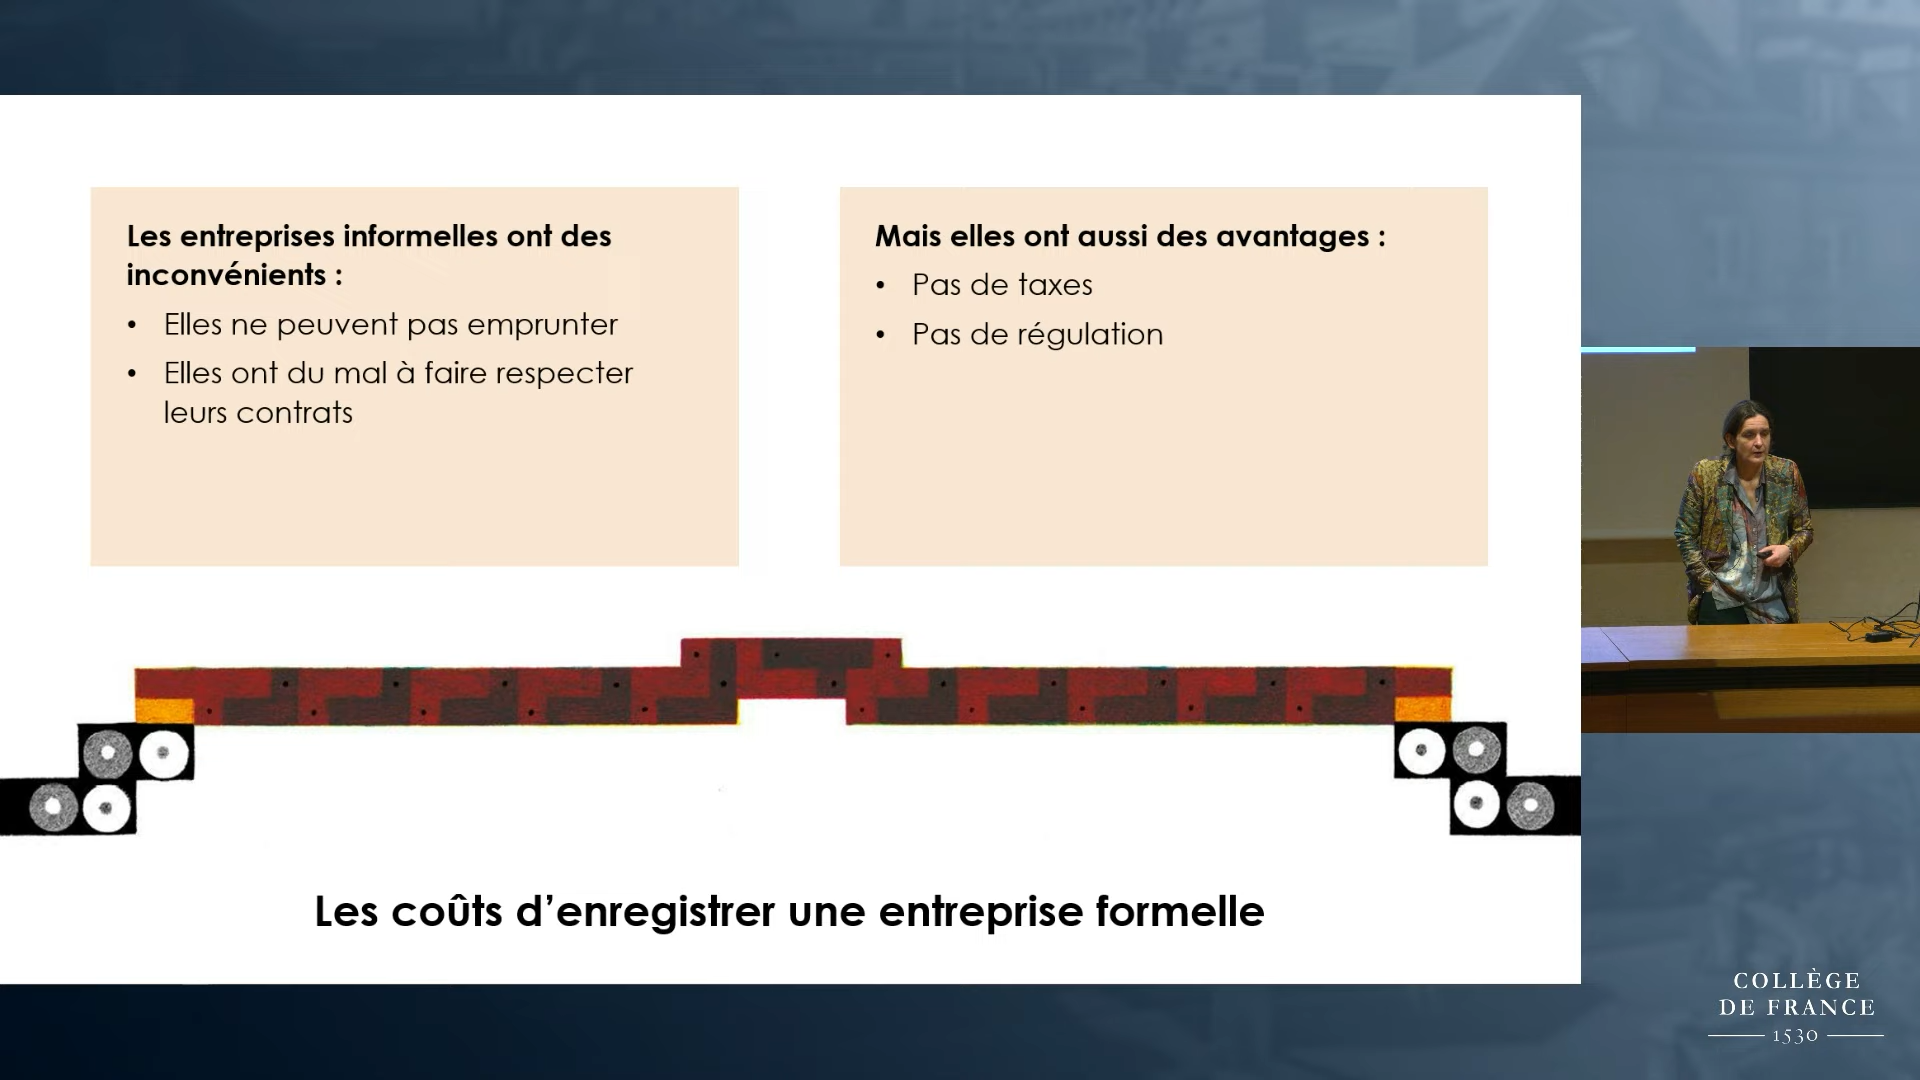 Les entreprises informelles ont des
inconvénients :
• Elles ne peuvent pas emprunter
• Elles ont du mal à faire respecter
leurs contrats
Mais elles ont aussi des avantages :
• Pas de taxes
• Pas de régulation
Les coûts d’enregistrer une entreprise formelle
COLLÈGE
DE FRANCE
1530